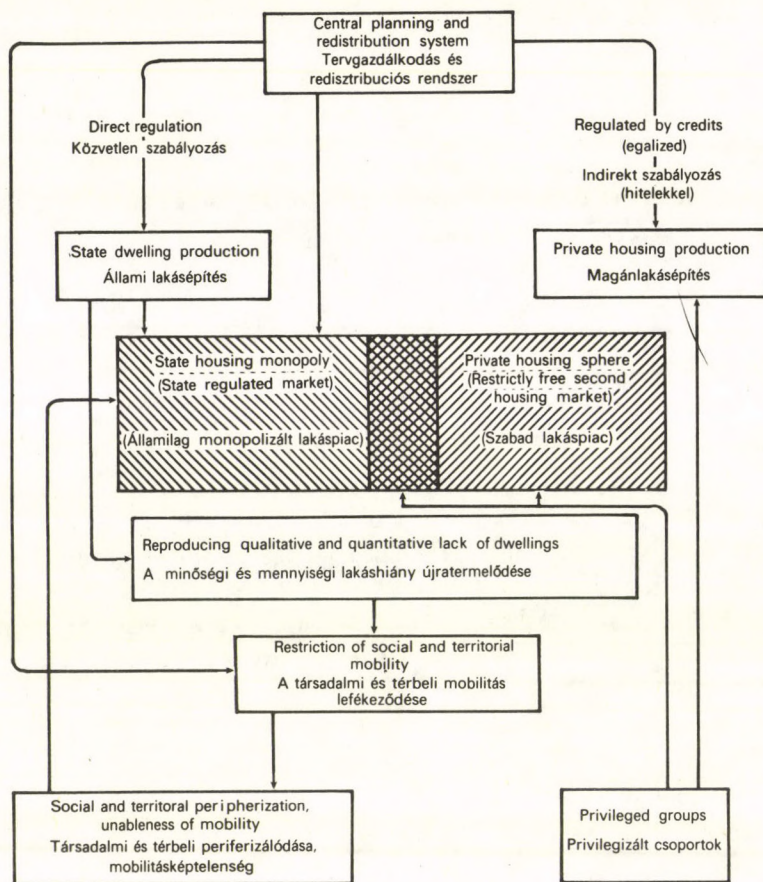 Central planning and
redistribution system
Tervgazdálkodás és
redisztribuciós rendszer
Direct regulation
Közvetlen szabályozás
Regulated by credits
(egalized)
Indirekt szabályozás
(hitelekkel)
State dwelling production
Állami lakásépítés
Private housing production
Magánlakásépítés
State housing monopoly
(State regulated market)
(Államilag monopolizált lakáspiac)
Private housing sphere
(Restrictly free second
housing market)
(Szabad lakáspiac)
Reproducing qualitative and quantitative lack of dwellings
A minőségi és mennyiségi lakáshiány újratermelődése
Restriction of social and territorial
mobility
A társadalmi és térbeli mobilitás
lefékeződése
Social and territoral peripherization,
unableness of mobility
Társadalmi és térbeli periferizálódása,
mobilitásképtelenség
Privileged groups
Privilegizált csoportok